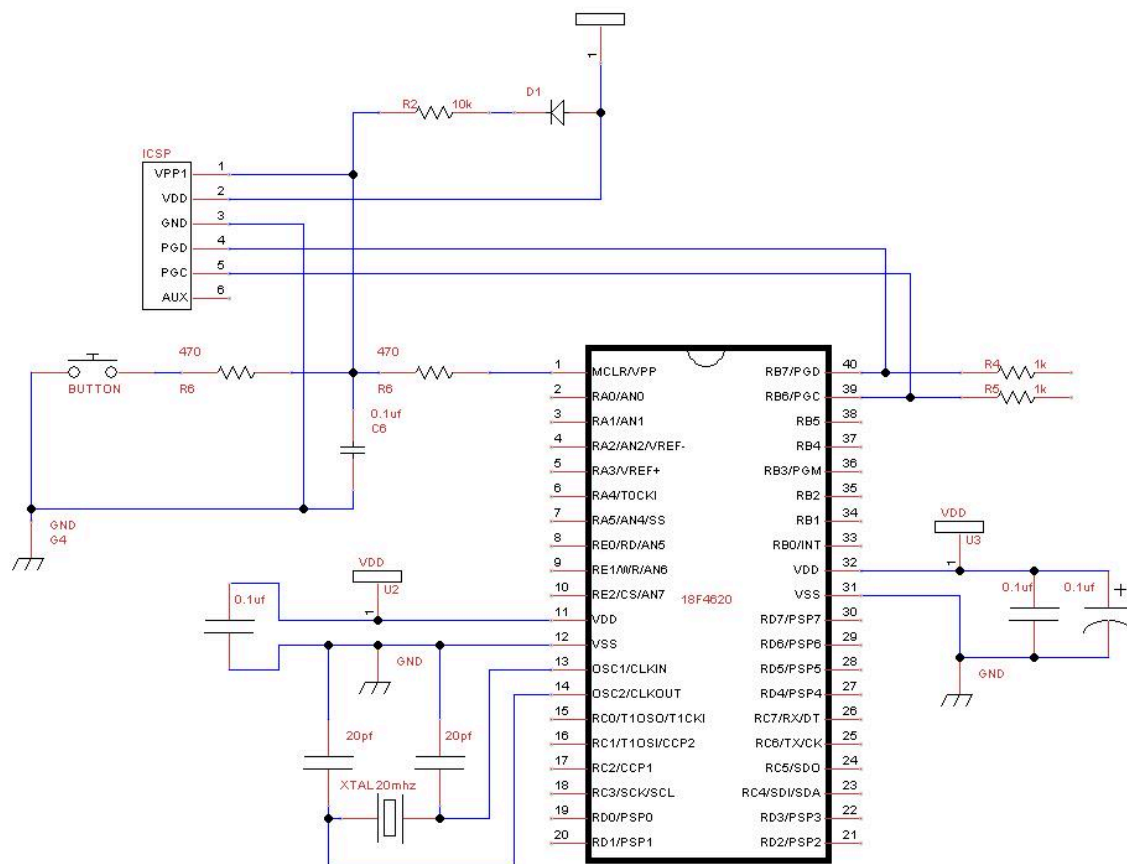 1
D1
R2 10k
ICSP
VPP1 1
VDD 2
GND 3
PGD 4
PGC 5
AUX 6
470
R6
BUTTON
470
R6
0.1uf
C6
GND
G4
1 MCLR/VPP
2 RA0/AN0
3 RA1/AN1
4 RA2/AN2/VREF-
5 RA3/VREF+
6 RA4/TOCKI
7 RA5/AN4/SS
8 RE0/RD/AN5
9 RE1/WR/AN6
10 RE2/CS/AN7
11 VDD
12 VSS
13 OSC1/CLKIN
14 OSC2/CLKOUT
15 RC0/T1OSO/T1CKI
16 RC1/T1OSI/CCP2
17 RC2/CCP1
18 RC3/SCK/SCL
19 RD0/PSP0
20 RD1/PSP1
18F4620
RB7/PGD 40
RB6/PGC 39
RB5 38
RB4 37
RB3/PGM 36
RB2 35
RB1 34
RB0/INT 33
VDD 32
VSS 31
RD7/PSP7 30
RD6/PSP6 29
RD5/PSP5 28
RD4/PSP4 27
RC7/RX/DT 26
RC6/TX/CK 25
RC5/SDO 24
RC4/SDI/SDA 23
RD3/PSP3 22
RD2/PSP2 21
R4 1k
R5 1k
VDD
U3
1
0.1uf
0.1uf
+
GND
VDD
U2
1
0.1uf
GND
20pf
20pf
XTAL20mhz